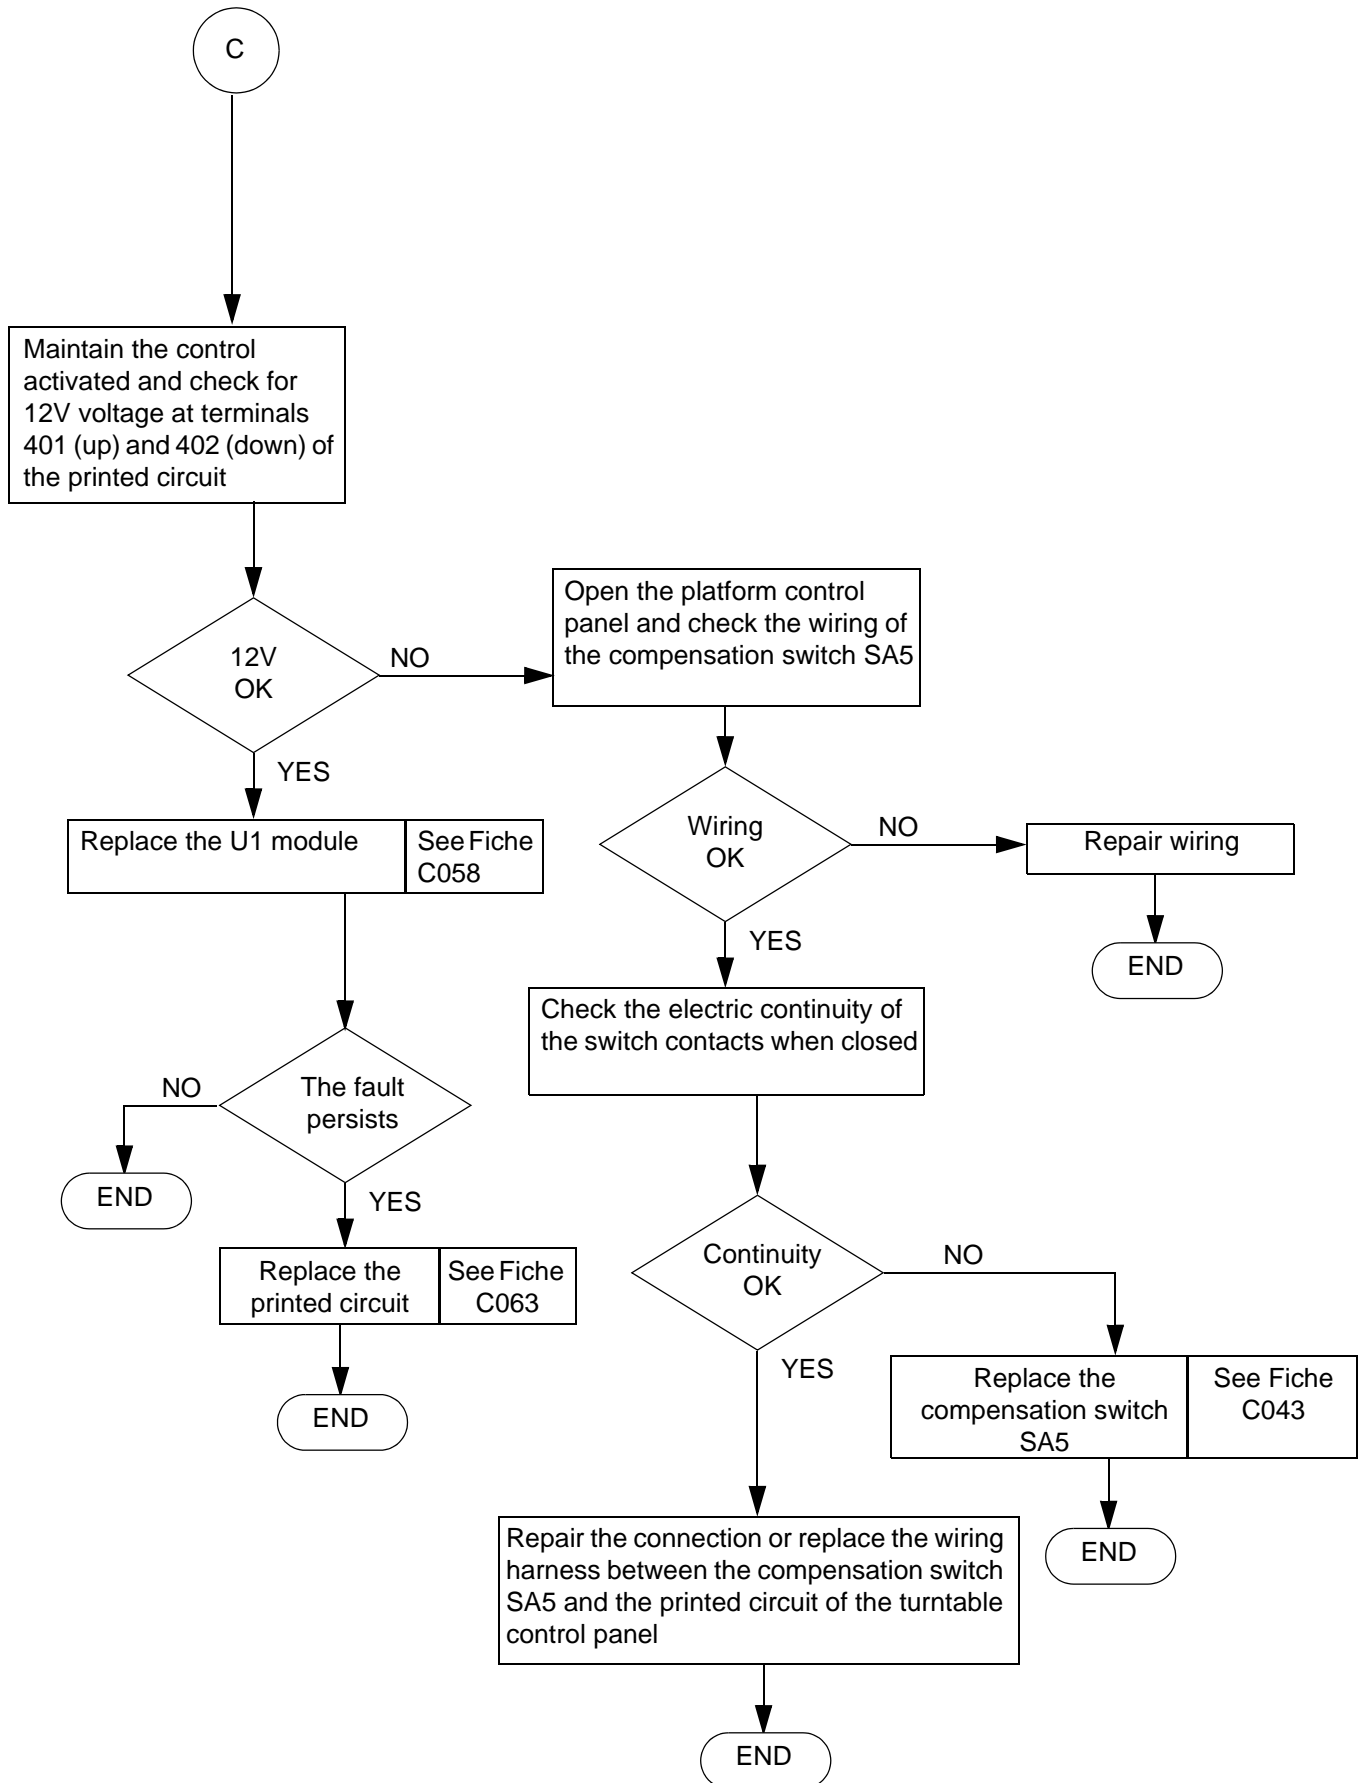 C
Maintain the control
activated and check for
12V voltage at terminals
401 (up) and 402 (down) of
the printed circuit
12V
OK
NO
YES
Open the platform control
panel and check the wiring of
the compensation switch SA5
Replace the U1 module
See Fiche
C058
Wiring
OK
NO
YES
Repair wiring
END
Check the electric continuity of
the switch contacts when closed
The fault
persists
NO
YES
END
Replace the
printed circuit
See Fiche
C063
END
Continuity
OK
NO
YES
Replace the
compensation switch
SA5
See Fiche
C043
END
Repair the connection or replace the wiring
harness between the compensation switch
SA5 and the printed circuit of the turntable
control panel
END